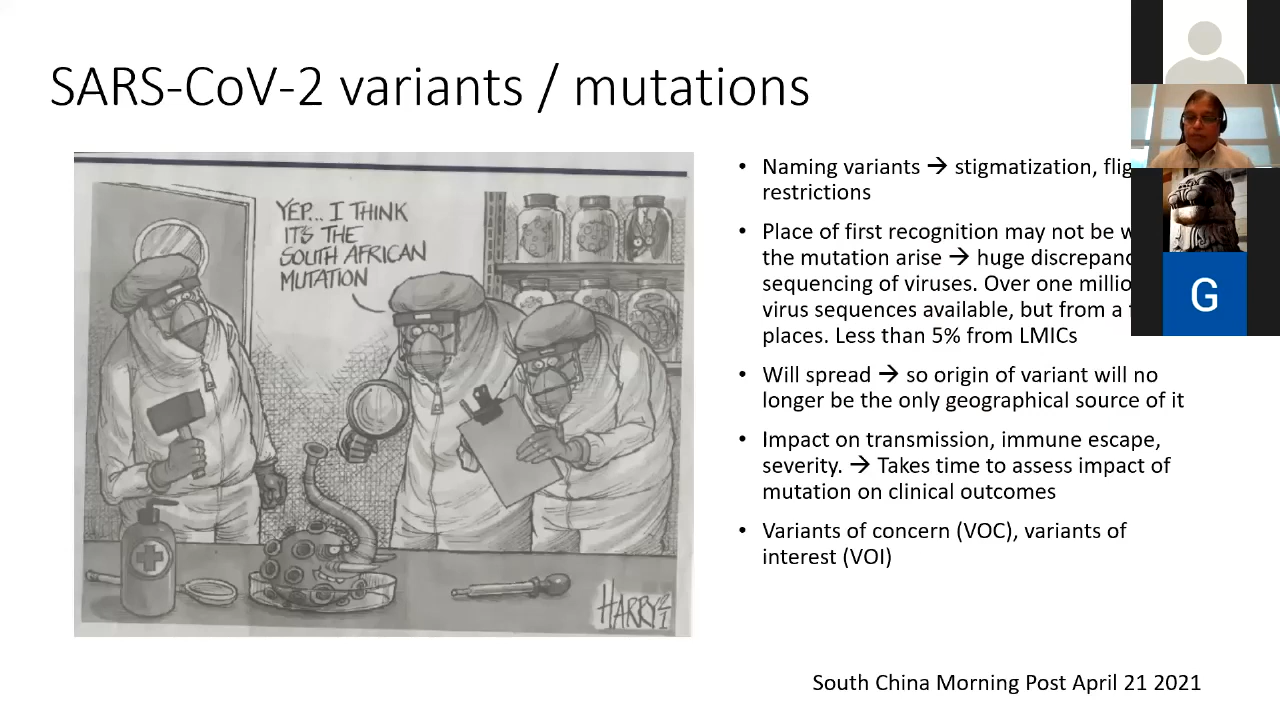 SARS-CoV-2 variants / mutations
YEP... I THINK
IT'S THE
SOUTH AFRICAN
MUTATION
HARRY 21
• Naming variants → stigmatization,
restrictions
• Place of first recognition may not be
the mutation arise → huge
sequencing of viruses. Over one
virus sequences available, but from a
places. Less than 5% from LMICs
• Will spread → so origin of variant will no
longer be the only geographical source of it
• Impact on transmission, immune escape,
severity. → Takes time to assess impact of
mutation on clinical outcomes
• Variants of concern (VOC), variants of
interest (VOI)
South China Morning Post April 21 2021
G